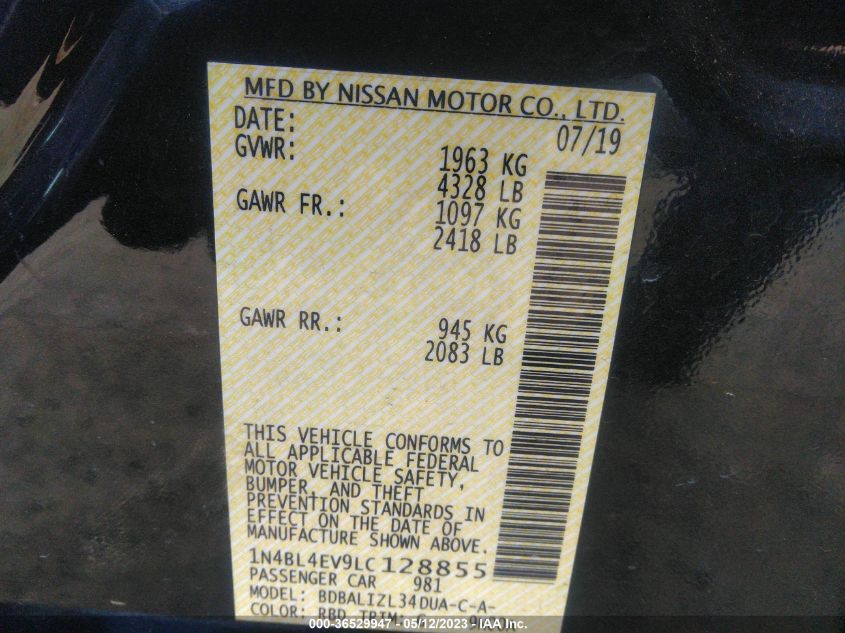 MFD BY NISSAN MOTOR CO., LTD.
DATE: 07/19
GVWR: 1963 KG
4328 LB
GAWR FR.: 1097 KG
2418 LB
GAWR RR.: 945 KG
2083 LB
THIS VEHICLE CONFORMS TO
ALL APPLICABLE FEDERAL
MOTOR VEHICLE SAFETY,
BUMPER, AND THEFT
PREVENTION STANDARDS IN
EFFECT ON THE DATE OF
MANUFACTURE SHOWN ABOVE.
1N4BL4EV9LC128855
PASSENGER CAR 981
MODEL: BDBALIZL34DUA-C-A-
COLOR: RBD TRIM:
000-36529947 - 05/12/2023 - IAA Inc.